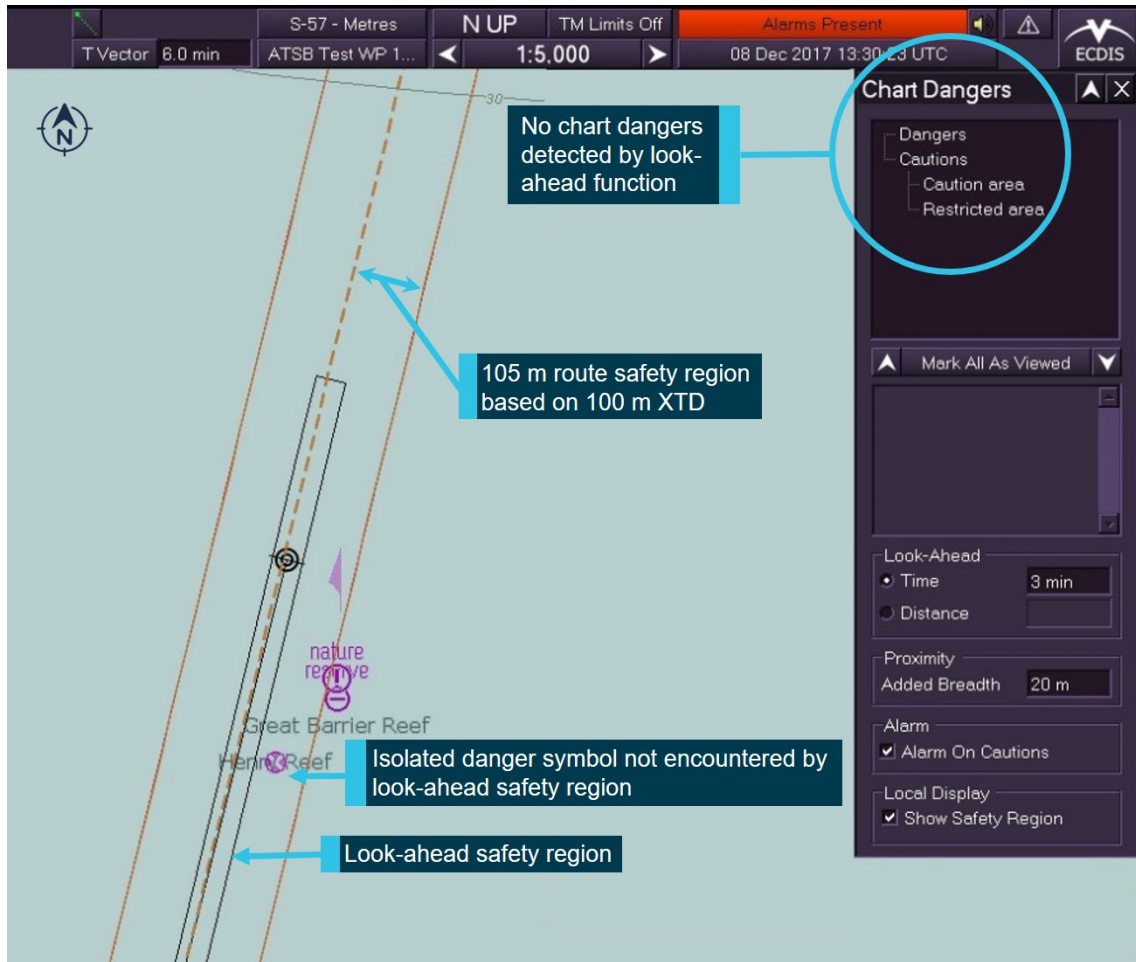 S-57 - Metres
N UP
TM Limits Off
Alarms Present
T Vector 6.0 min
ATSB Test WP 1...
1:5,000
08 Dec 2017 13:30:23 UTC
ECDIS
N
30
No chart dangers
detected by look-
ahead function
Chart Dangers
Dangers
Cautions
Caution area
Restricted area
105 m route safety region
based on 100 m XTD
Mark All As Viewed
nature
reserve
Great Barrier Reef
Henry Reef
Isolated danger symbol not encountered by
look-ahead safety region
Look-ahead safety region
Look-Ahead
Time 3 min
Distance
Proximity
Added Breadth 20 m
Alarm
Alarm On Cautions
Local Display
Show Safety Region